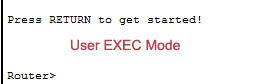 Press RETURN to get started!
User EXEC Mode
Router>